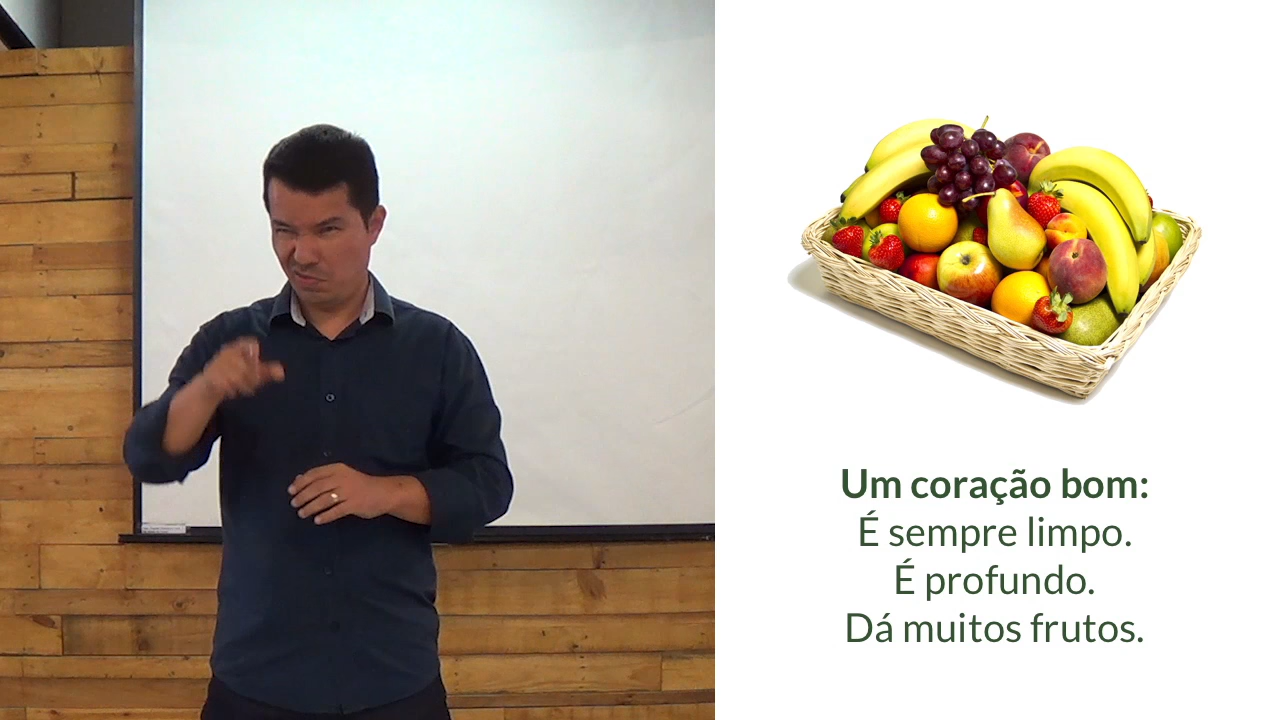 Um coração bom:
É sempre limpo.
É profundo.
Dá muitos frutos.